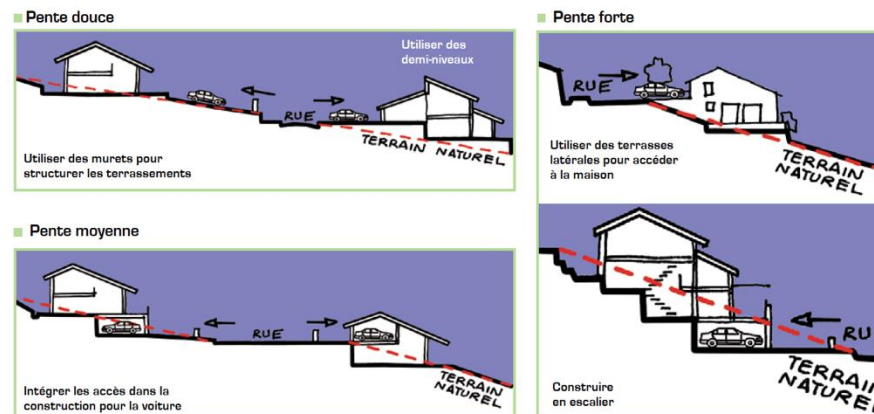 Pente douce
Utiliser des
demi-niveaux
RUE
TERRAIN NATUREL
Utiliser des murets pour
structurer les terrassements
Pente moyenne
RUE
TERRAIN
NATUREL
Intégrer les accès dans la
construction pour la voiture
Pente forte
RUE
Utiliser des terrasses
latérales pour accéder
à la maison
TERRAIN
NATUREL
RU
TERRAIN
NATUREL
Construire
en escalier